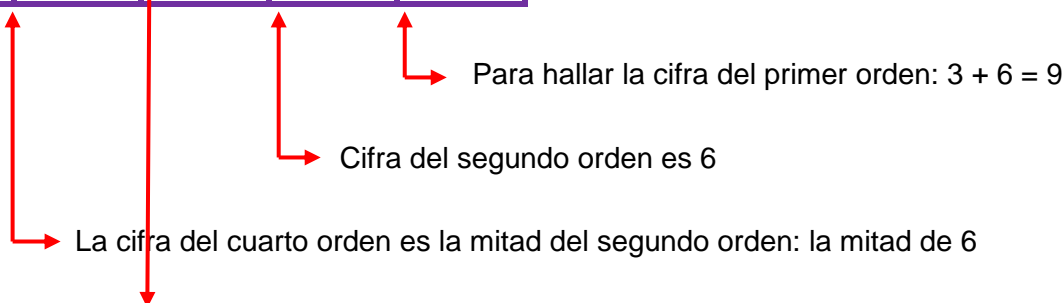 Para hallar la cifra del primer orden: 3 + 6 = 9
Cifra del segundo orden es 6
La cifra del cuarto orden es la mitad del segundo orden: la mitad de 6